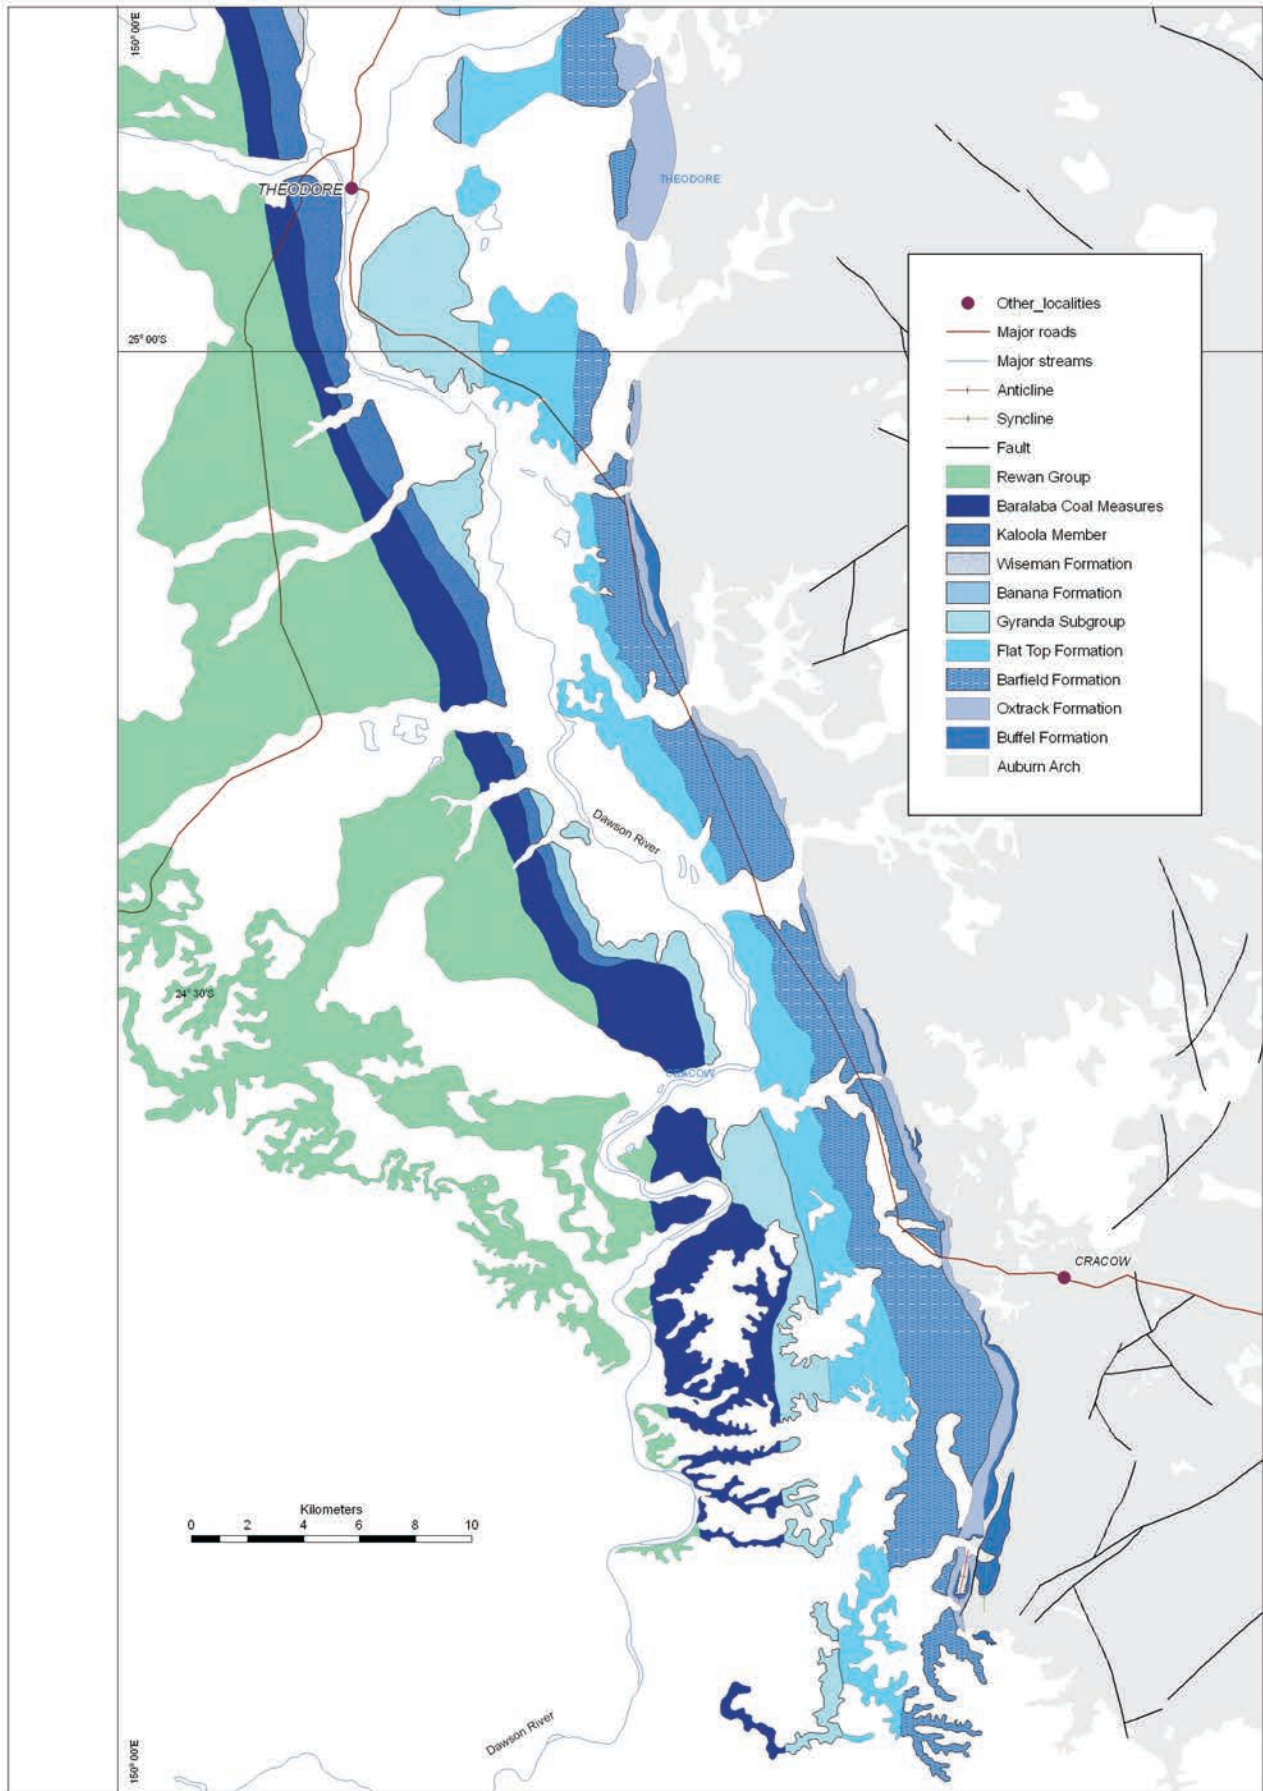 150° 00'E
THEODORE
THEODORE
25° 00'S
Other_localities
Major roads
Major streams
Anticline
Syncline
Fault
Rewan Group
Baralaba Coal Measures
Kaloola Member
Wiseman Formation
Banana Formation
Gyranda Subgroup
Flat Top Formation
Barfield Formation
Oxtrack Formation
Buffel Formation
Auburn Arch
Dawson River
24° 30'S
CRACOW
CRACOW
Kilometers
0 2 4 6 8 10
Dawson River
150° 00'E